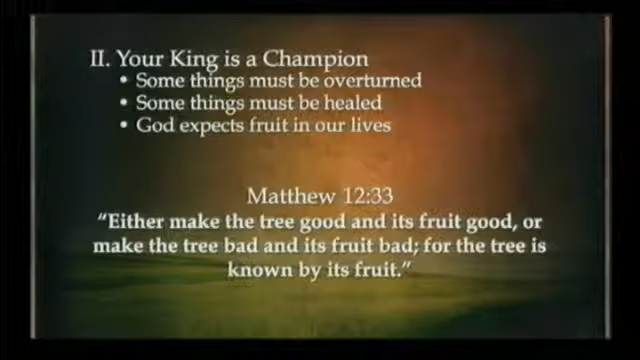 II. Your King is a Champion
• Some things must be overturned
• Some things must be healed
• God expects fruit in our lives
Matthew 12:33
“Either make the tree good and its fruit good, or
make the tree bad and its fruit bad; for the tree is
known by its fruit.”